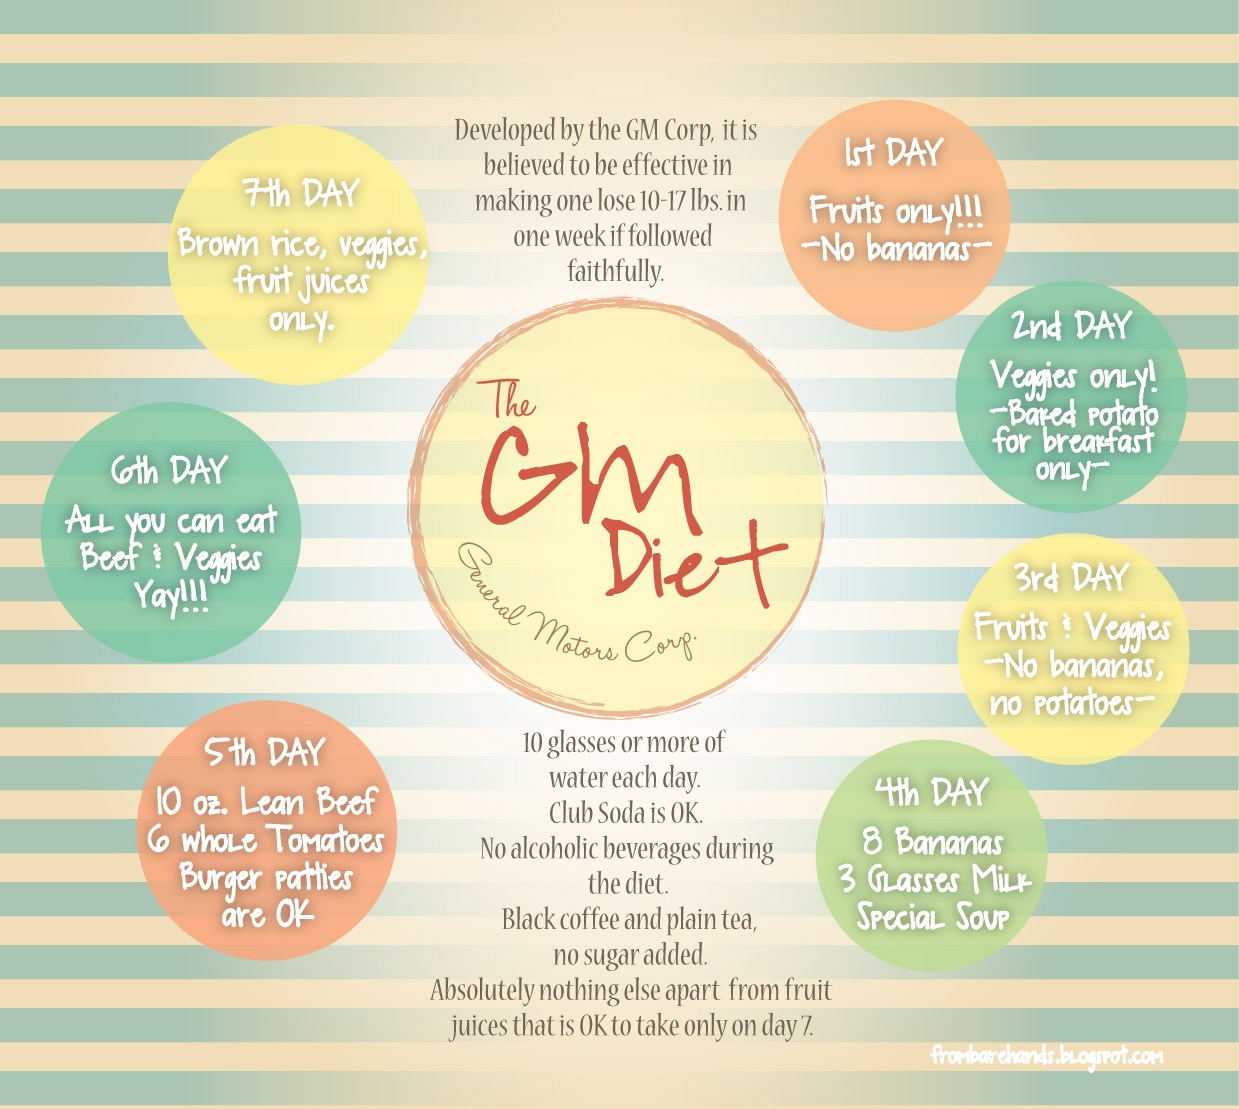 Developed by the GM Corp, it is
believed to be effective in
making one lose 10-17 lbs. in
one week if followed
faithfully.
The
GM
Diet
General Motors Corp.
1st DAY
Fruits only!!!
-No bananas-
2nd DAY
Veggies only!
-Baked potato
for breakfast
only-
3rd DAY
Fruits & Veggies
-No bananas,
no potatoes-
4th DAY
8 Bananas
3 Glasses Milk
Special Soup
5th DAY
10 oz. Lean Beef
6 whole Tomatoes
Burger patties
are OK
6th DAY
All you can eat
Beef & Veggies
Yay!!!
7th DAY
Brown rice, veggies,
fruit juices
only.
10 glasses or more of
water each day.
Club Soda is OK.
No alcoholic beverages during
the diet.
Black coffee and plain tea,
no sugar added.
Absolutely nothing else apart from fruit
juices that is OK to take only on day 7.
frombarehands.blogspot.com